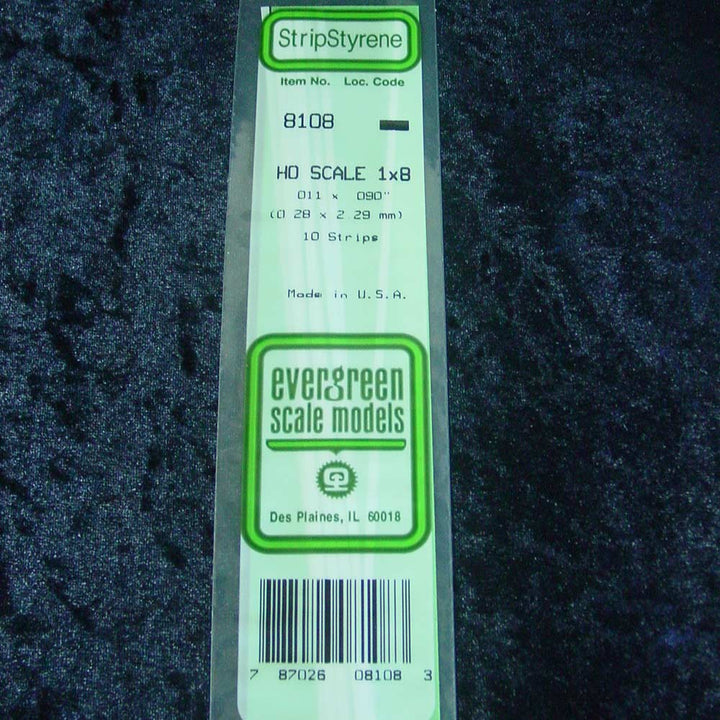 StripStyrene
Item No. Loc. Code
8108
HO SCALE 1x8
.011 x .090"
(0.28 x 2.29 mm)
10 Strips
Made in U.S.A.
evergreen
scale models
Des Plaines, IL 60018
7 87026 08108 3